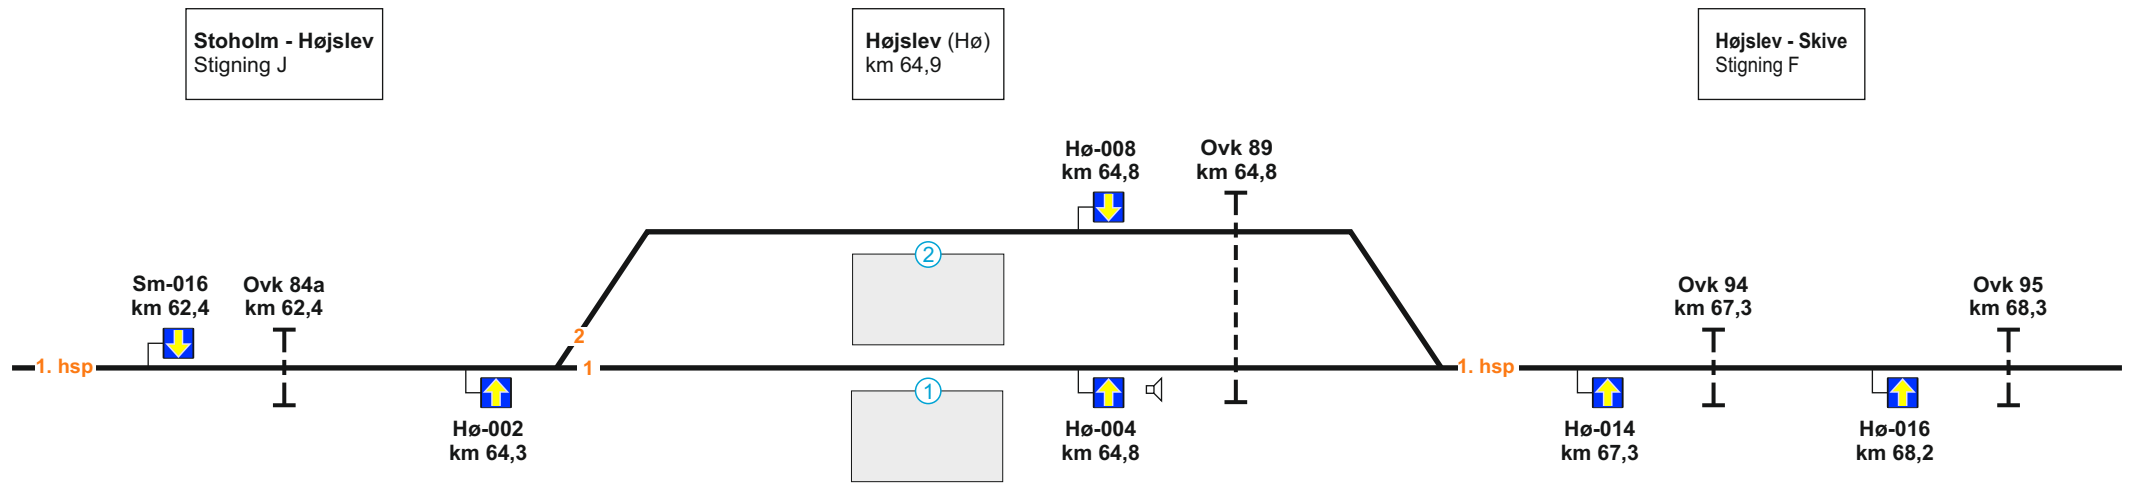 Stoholm - Højslev
Stigning J
Højslev (Hø)
km 64,9
Højslev - Skive
Stigning F
Hø-008
km 64,8
Ovk 89
km 64,8
2
Sm-016
km 62,4
Ovk 84a
km 62,4
Ovk 94
km 67,3
Ovk 95
km 68,3
2
1. hsp
1
1. hsp
1
Hø-002
km 64,3
Hø-004
km 64,8
Hø-014
km 67,3
Hø-016
km 68,2